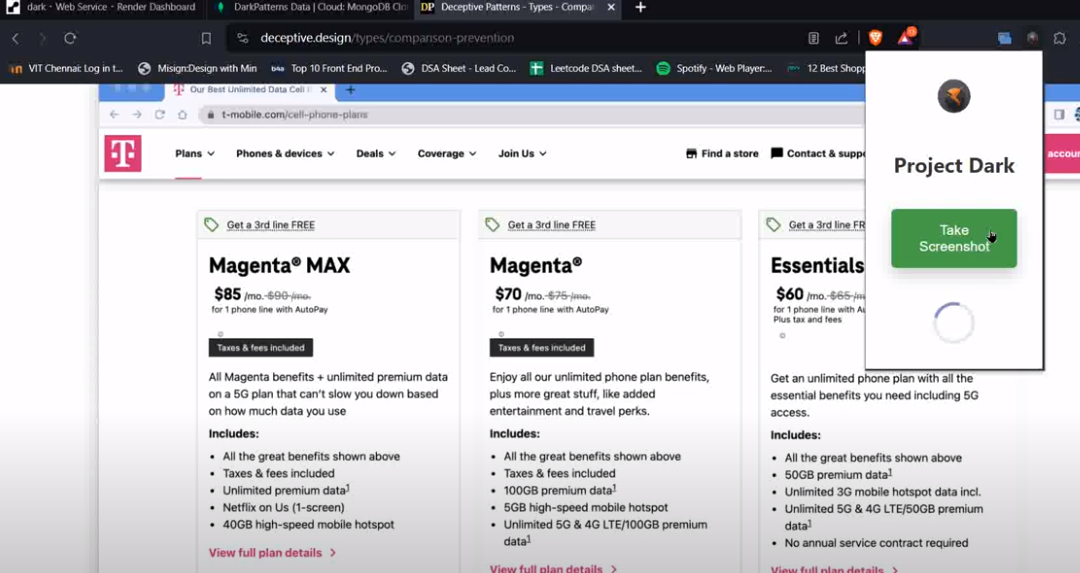 dark - Web Service - Render Dashboard
DarkPatterns Data | Cloud: MongoDB Clo
DP Deceptive Patterns - Types - Compa
deceptive.design/types/comparison-prevention
VIT Chennai: Log in t...
Misign:Design with Min
Top 10 Front End Pro...
DSA Sheet - Lead Co...
Leetcode DSA sheet...
Spotify - Web Player:...
12 Best Shopp
Our Best Unlimited Data Cell
t-mobile.com/cell-phone-plans
T
Plans
Phones & devices
Deals
Coverage
Join Us
Find a store
Contact & suppo
accou
Project Dark
Take
Screenshot
Get a 3rd line FREE
Magenta® MAX
$85 /mo. $90 /mo.
for 1 phone line with AutoPay
Taxes & fees included
All Magenta benefits + unlimited premium data
on a 5G plan that can't slow you down based
on how much data you use
Includes:
• All the great benefits shown above
• Taxes & fees included
• Unlimited premium data1
• Netflix on Us (1-screen)
• 40GB high-speed mobile hotspot
View full plan details
Get a 3rd line FREE
Magenta®
$70 /mo. $75 /mo.
for 1 phone line with AutoPay
Taxes & fees included
Enjoy all our unlimited phone plan benefits,
plus more great stuff, like added
entertainment and travel perks.
Includes:
• All the great benefits shown above
• Taxes & fees included
• 100GB premium data1
• 5GB high-speed mobile hotspot
• Unlimited 5G & 4G LTE/100GB premium
data1
View full plan details
Get a 3rd line FR
Essentials
$60 /mo. $65 /m
for 1 phone line with Au
Plus tax and fees
Get an unlimited phone plan with all the
essential benefits you need including 5G
access.
Includes:
• All the great benefits shown above
• 50GB premium data1
• Unlimited 3G mobile hotspot data incl.
• Unlimited 5G & 4G LTE/50GB premium
data1
• No annual service contract required
View full plan details